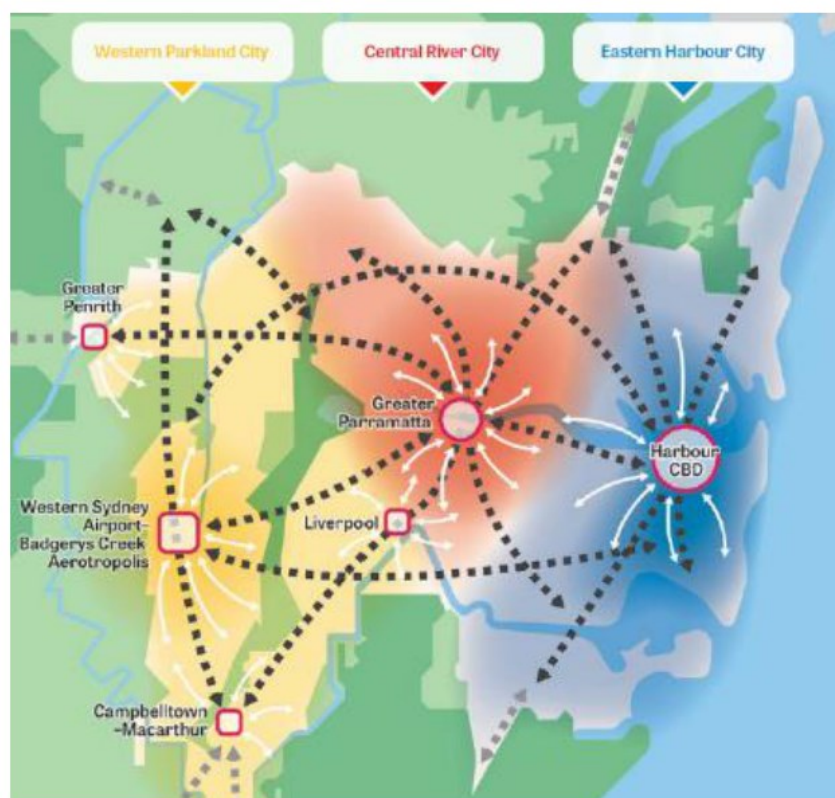 Western Parkland City
Central River City
Eastern Harbour City
Greater
Penrith
Greater
Parramatta
Harbour
CBD
Western Sydney
Airport–
Badgerys Creek
Aerotropolis
Liverpool
Campbelltown
–Macarthur